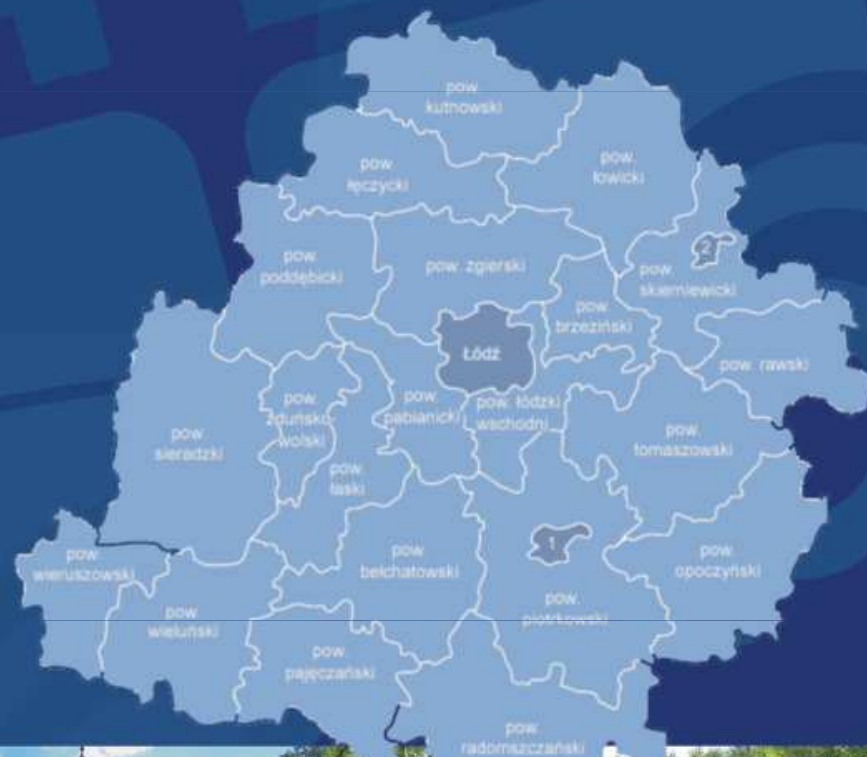 pow.
kutnowski
pow.
łęczycki
pow.
łowicki
pow.
poddębicki
pow. zgierski
2
pow.
skierniewicki
pow.
brzeziński
Łódź
pow. rawski
pow.
sieradzki
pow.
zduńsko-
wolski
pow.
pabianicki
pow. łódzki
wschodni
pow.
łaski
pow.
tomaszowski
pow.
wieruszowski
pow.
bełchatowski
1
pow.
opoczyński
pow.
wieluński
pow.
piotrkowski
pow.
pajęczański
pow.
radomszczański